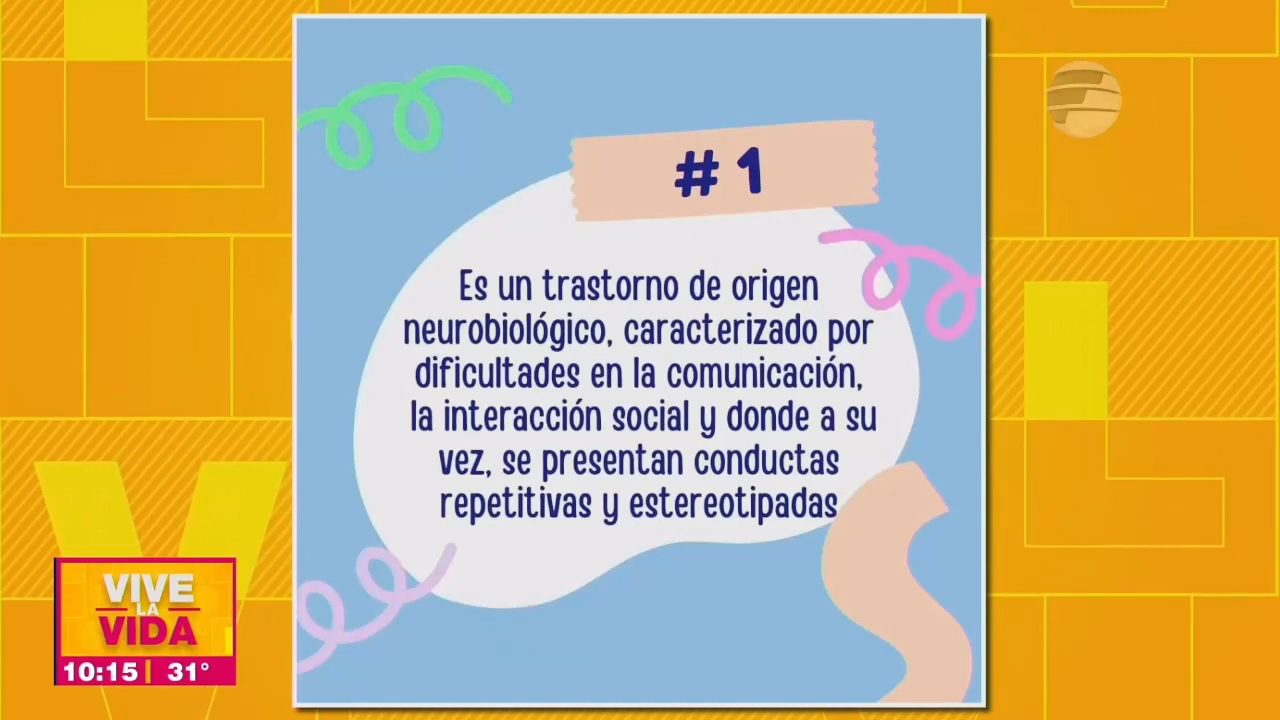 # 1
Es un trastorno de origen
neurobiológico, caracterizado por
dificultades en la comunicación,
la interacción social y donde a su
vez, se presentan conductas
repetitivas y estereotipadas
VIVE
LA
VIDA
10:15 31°